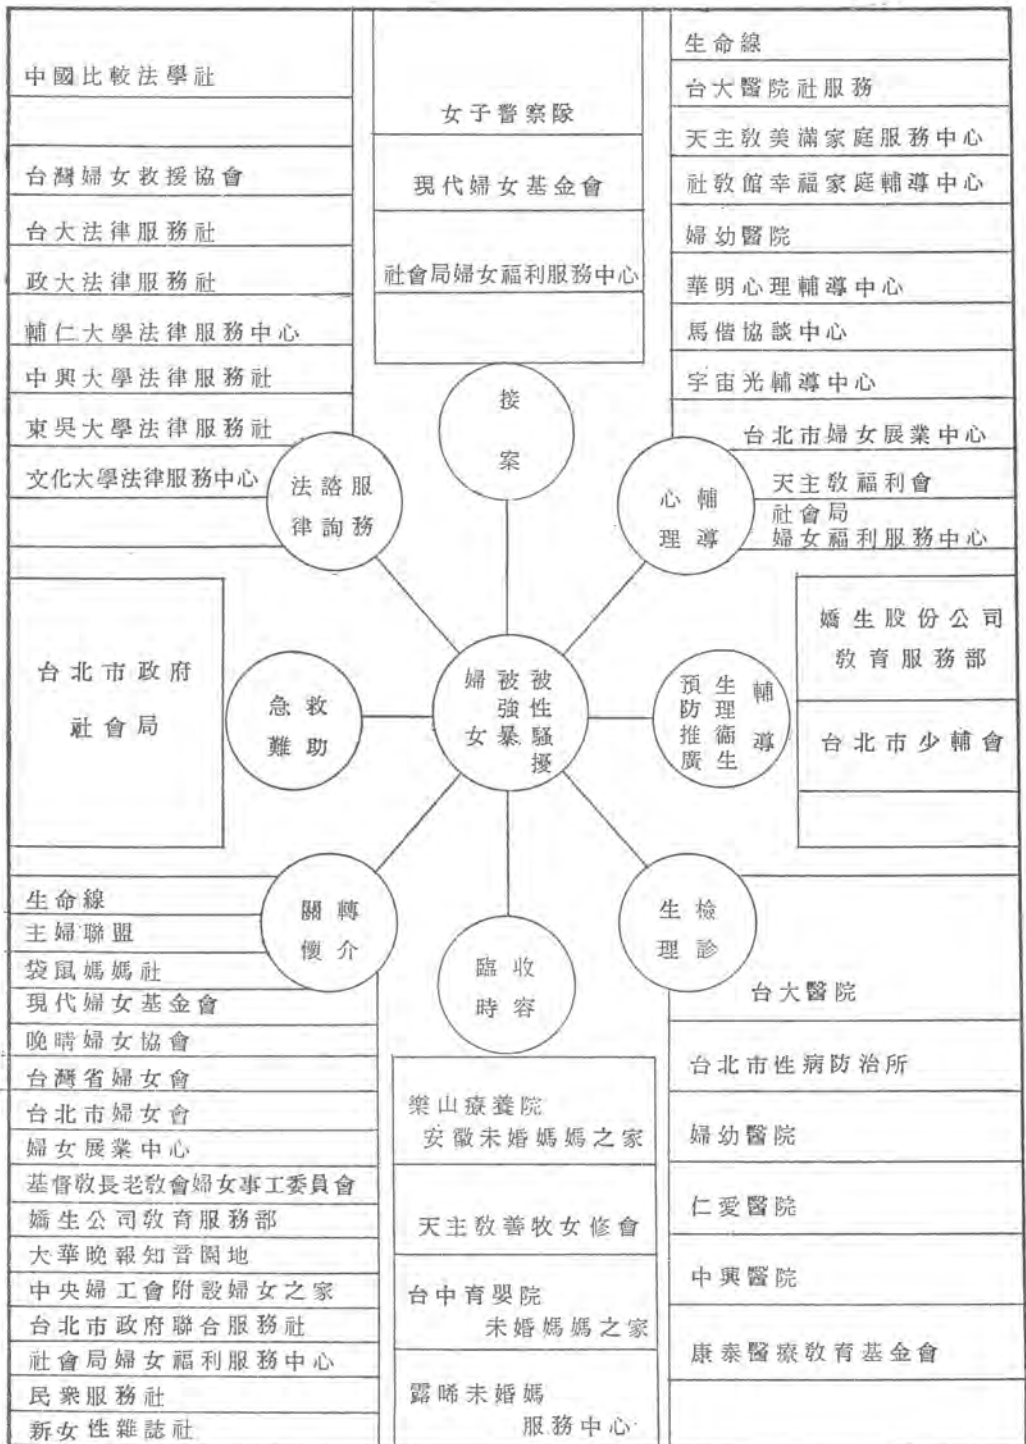 中國比較法學社
台灣婦女救援協會
台大法律服務社
政大法律服務社
輔仁大學法律服務中心
中興大學法律服務社
東吳大學法律服務社
文化大學法律服務中心
法律
諮詢
服務
女子警察隊
現代婦女基金會
社會局婦女福利服務中心
接案
生命線
台大醫院社服務
天主敎美滿家庭服務中心
社敎館幸福家庭輔導中心
婦幼醫院
華明心理輔導中心
馬偕協談中心
宇宙光輔導中心
台北市婦女展業中心
天主敎福利會
社會局
婦女福利服務中心
心理
輔導
台北市政府
社會局
急難
救助
被性騷擾
被強暴
婦女
預防推廣
生理衞生
輔導
嬌生股份公司
敎育服務部
台北市少輔會
生命線
主婦聯盟
袋鼠媽媽社
現代婦女基金會
晚晴婦女協會
台灣省婦女會
台北市婦女會
婦女展業中心
基督敎長老敎會婦女事工委員會
嬌生公司敎育服務部
大華晚報知音園地
中央婦工會附設婦女之家
台北市政府聯合服務社
社會局婦女福利服務中心
民衆服務社
新女性雜誌社
關懷
轉介
臨時
收容
樂山療養院
安徽未婚媽媽之家
天主敎善牧女修會
台中育嬰院
未婚媽媽之家
露晞未婚媽
服務中心
生理
檢診
台大醫院
台北市性病防治所
婦幼醫院
仁愛醫院
中興醫院
康泰醫療敎育基金會